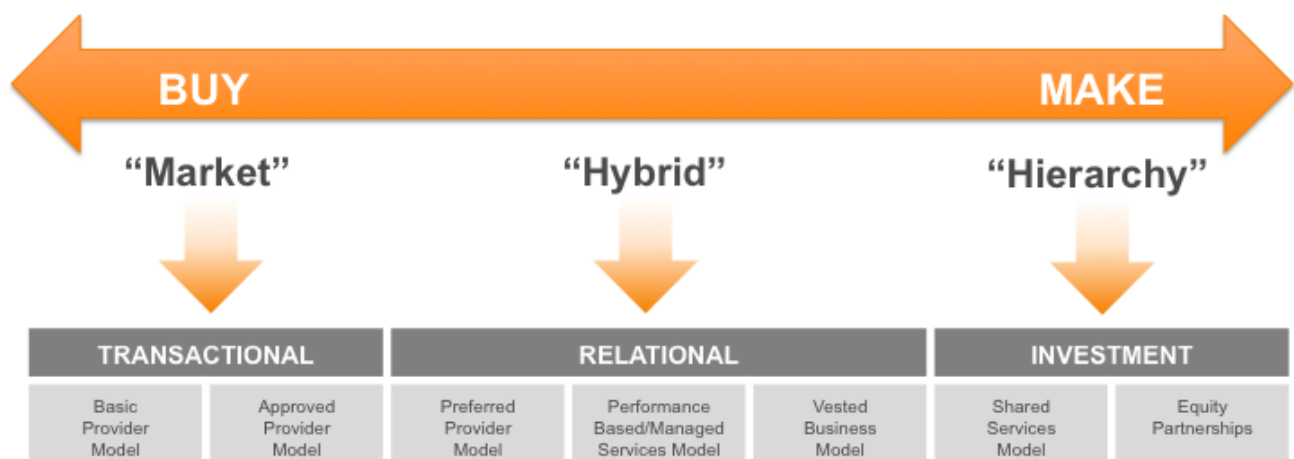 BUY MAKE
“Market” “Hybrid” “Hierarchy”
TRANSACTIONAL RELATIONAL INVESTMENT
Basic
Provider
Model
Approved
Provider
Model
Preferred
Provider
Model
Performance
Based/Managed
Services Model
Vested
Business
Model
Shared
Services
Model
Equity
Partnerships